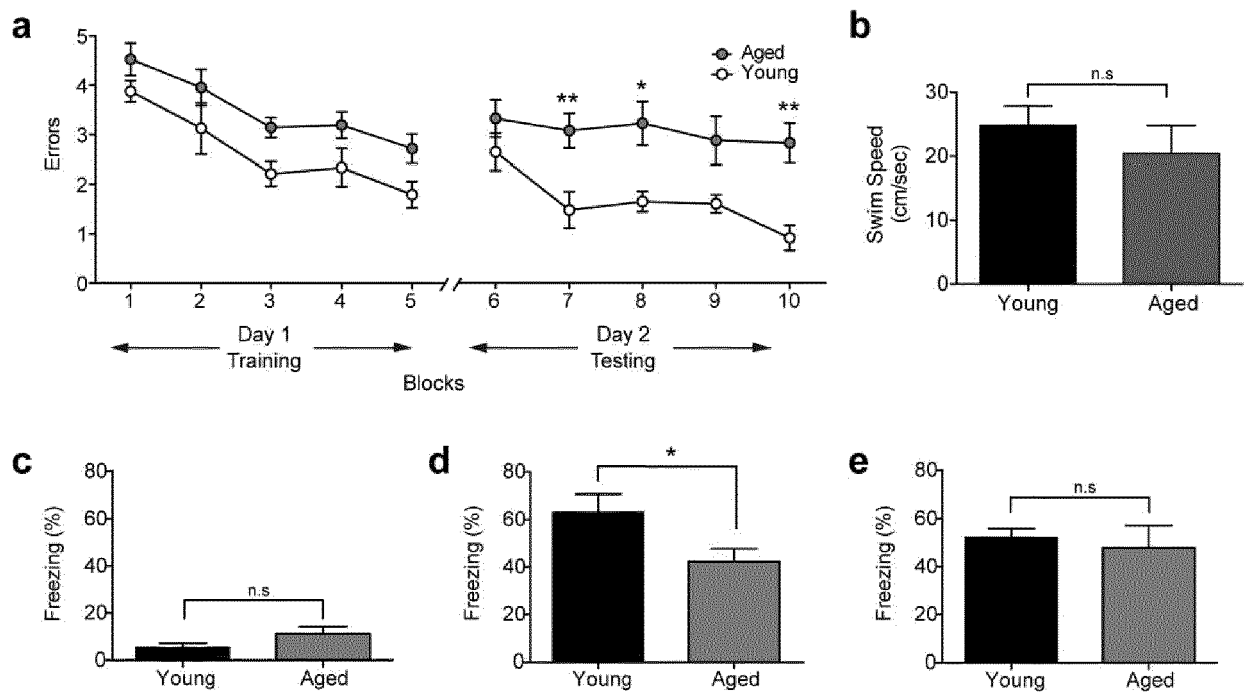 a
5
4
3
2
1
0
Errors
Aged
Young
**
*
**
1 2 3 4 5 6 7 8 9 10
Day 1
Training
Day 2
Testing
Blocks
b
n.s
30
20
10
0
Swim Speed
(cm/sec)
Young Aged
c
80
60
40
20
0
Freezing (%)
n.s
Young Aged
d
80
60
40
20
0
Freezing (%)
*
Young Aged
e
80
60
40
20
0
Freezing (%)
n.s
Young Aged